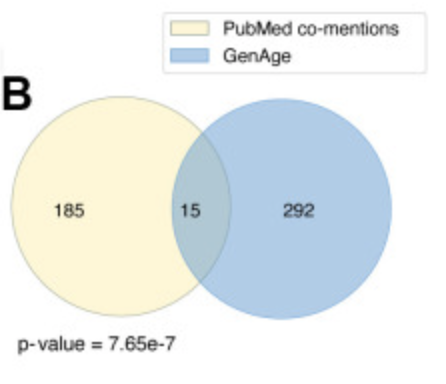 PubMed co-mentions
GenAge
B
185 15 292
p-value = 7.65e-7